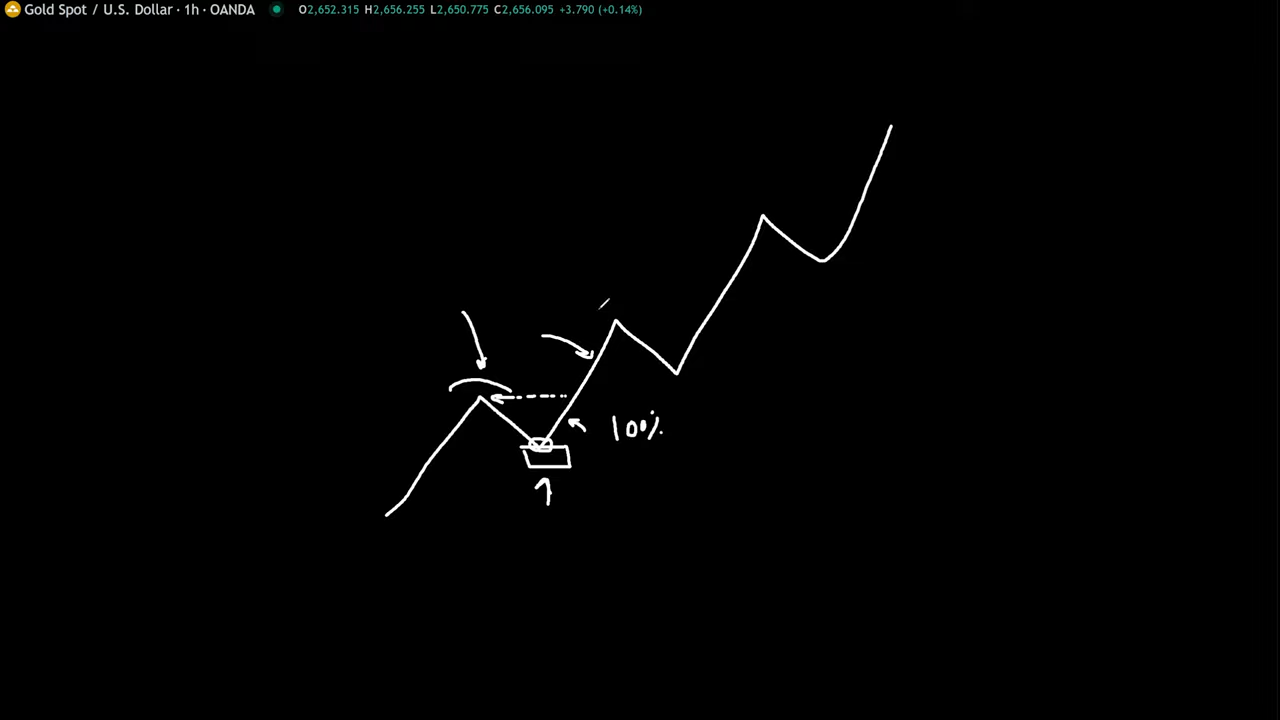 Gold Spot / U.S. Dollar · 1h · OANDA O2,652.315 H2,656.255 L2,650.775 C2,656.095 +3.790 (+0.14%)
100%